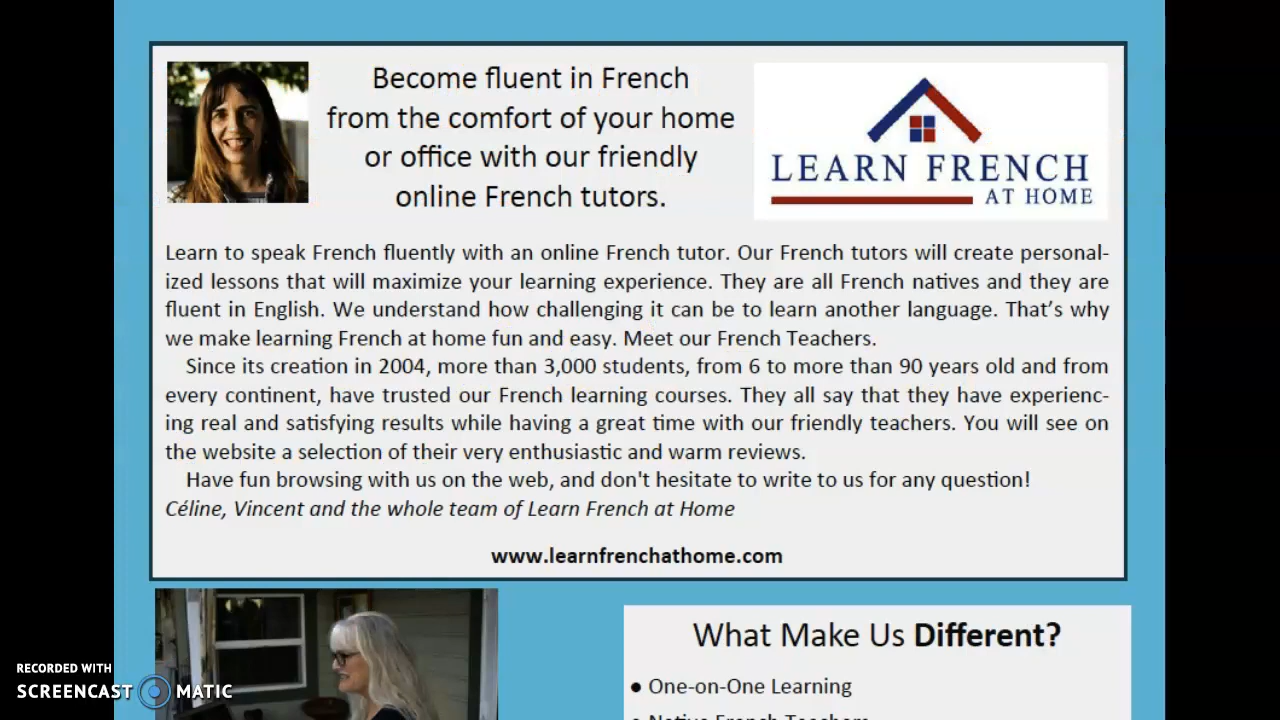 Become fluent in French
from the comfort of your home
or office with our friendly
online French tutors.
LEARN FRENCH
AT HOME
Learn to speak French fluently with an online French tutor. Our French tutors will create personal-
ized lessons that will maximize your learning experience. They are all French natives and they are
fluent in English. We understand how challenging it can be to learn another language. That's why
we make learning French at home fun and easy. Meet our French Teachers.
Since its creation in 2004, more than 3,000 students, from 6 to more than 90 years old and from
every continent, have trusted our French learning courses. They all say that they have experienc-
ing real and satisfying results while having a great time with our friendly teachers. You will see on
the website a selection of their very enthusiastic and warm reviews.
Have fun browsing with us on the web, and don't hesitate to write to us for any question!
Céline, Vincent and the whole team of Learn French at Home
www.learnfrenchathome.com
What Make Us Different?
● One-on-One Learning
● Native French Teachers
RECORDED WITH
SCREENCAST MATIC